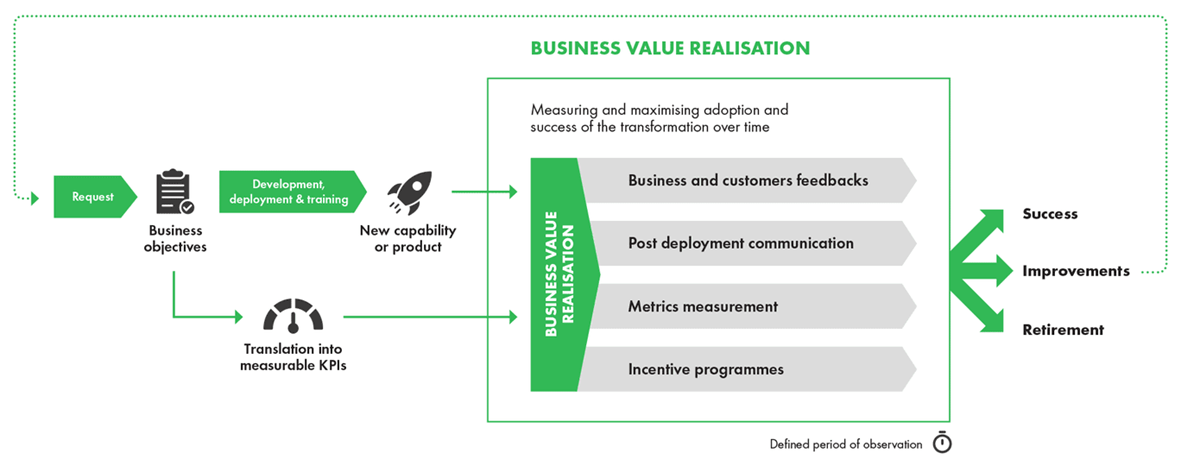 BUSINESS VALUE REALISATION
Measuring and maximising adoption and
success of the transformation over time
Request
Business
objectives
Development,
deployment & training
New capability
or product
Translation into
measurable KPIs
BUSINESS VALUE
REALISATION
Business and customers feedbacks
Post deployment communication
Metrics measurement
Incentive programmes
Success
Improvements
Retirement
Defined period of observation